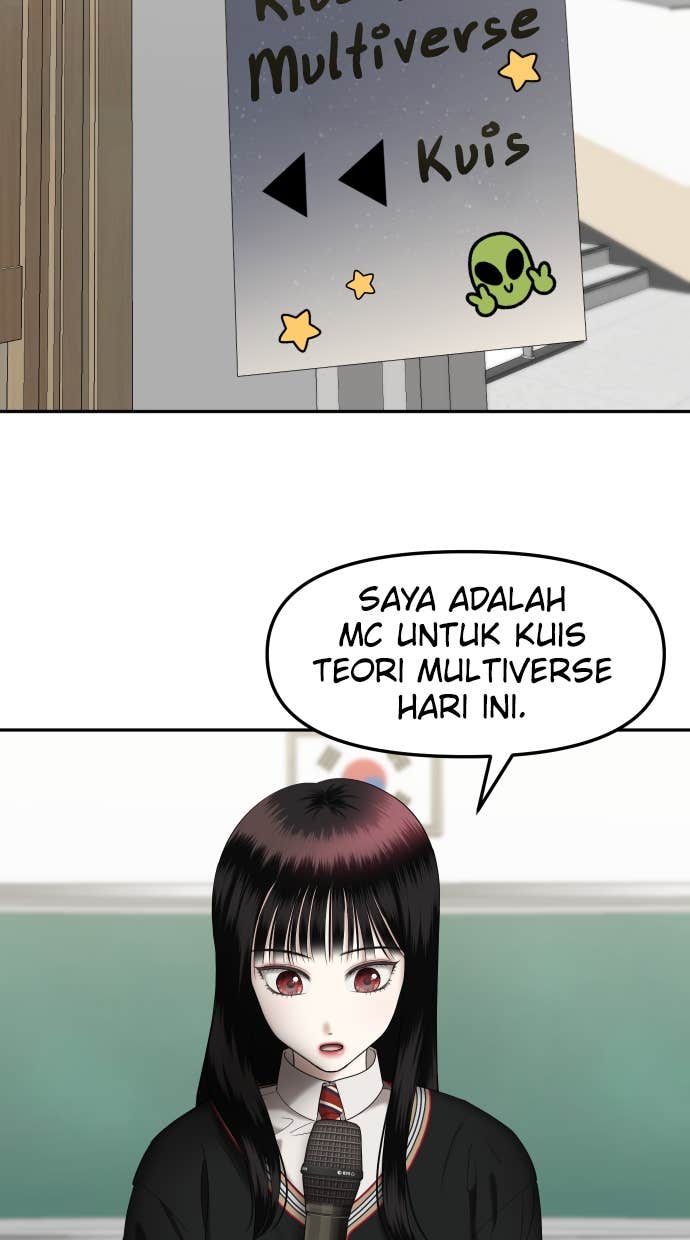 Multiverse
Kuis
SAYA ADALAH
MC UNTUK KUIS
TEORI MULTIVERSE
HARI INI.